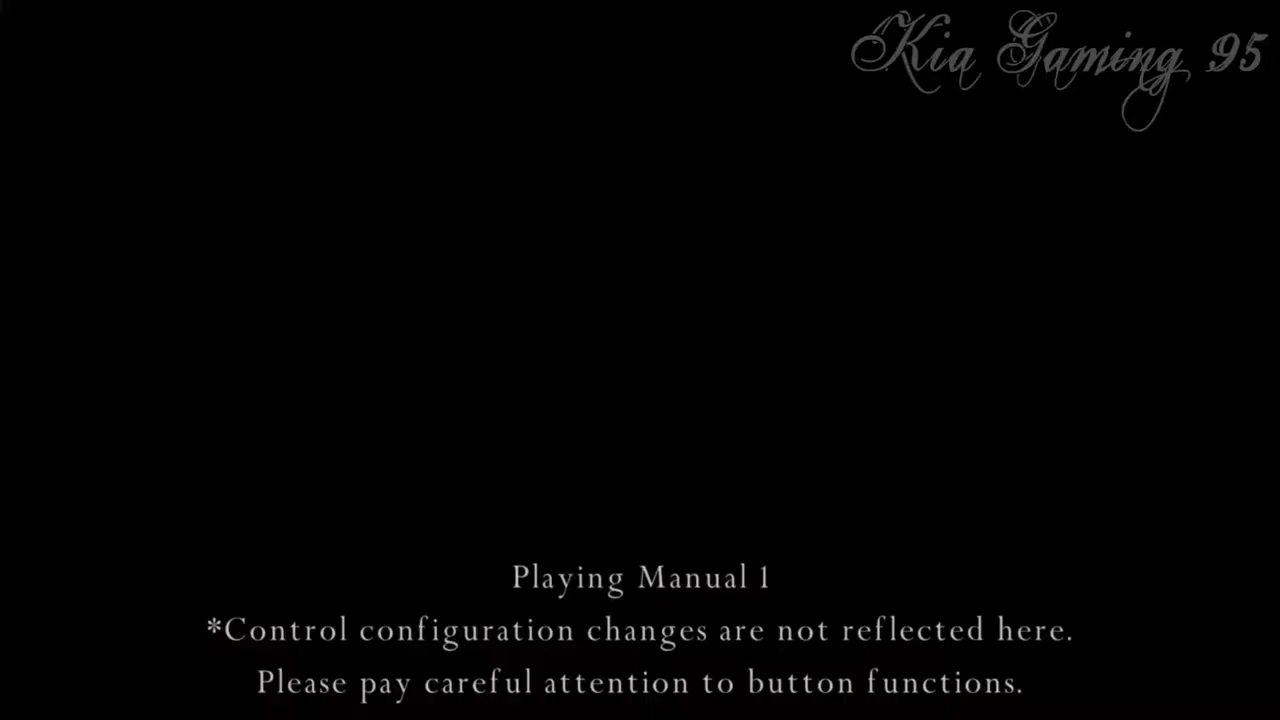 Kia Gaming 95
Playing Manual 1
*Control configuration changes are not reflected here.
Please pay careful attention to button functions.